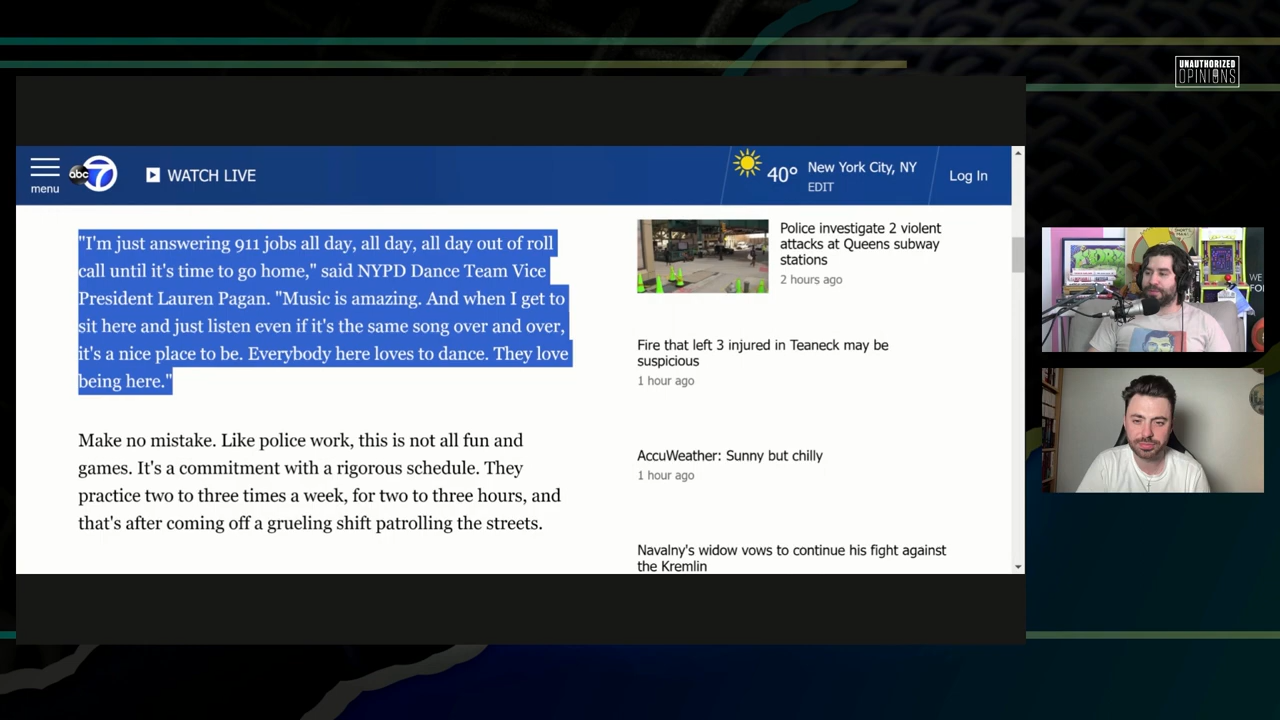 UNAUTHORIZED
OPINIONS
menu
abc 7
WATCH LIVE
40°
New York City, NY
EDIT
Log In
"I'm just answering 911 jobs all day, all day, all day out of roll
call until it's time to go home," said NYPD Dance Team Vice
President Lauren Pagan. "Music is amazing. And when I get to
sit here and just listen even if it's the same song over and over,
it's a nice place to be. Everybody here loves to dance. They love
being here."
Make no mistake. Like police work, this is not all fun and
games. It's a commitment with a rigorous schedule. They
practice two to three times a week, for two to three hours, and
that's after coming off a grueling shift patrolling the streets.
Police investigate 2 violent
attacks at Queens subway
stations
2 hours ago
Fire that left 3 injured in Teaneck may be
suspicious
1 hour ago
AccuWeather: Sunny but chilly
1 hour ago
Navalny's widow vows to continue his fight against
the Kremlin